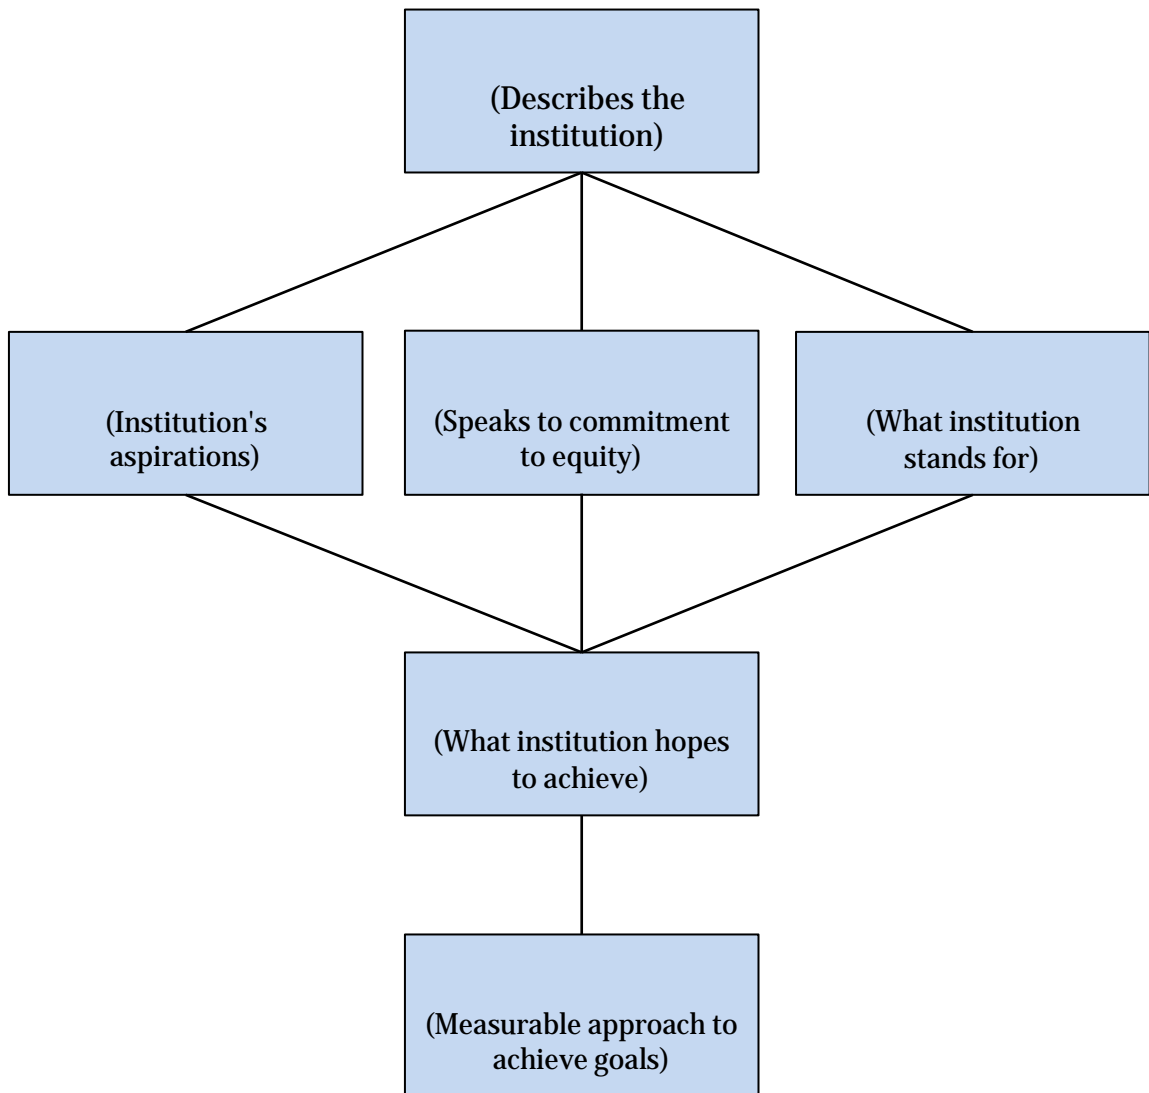 (Describes the
institution)
(Institution's
aspirations)
(Speaks to commitment
to equity)
(What institution
stands for)
(What institution hopes
to achieve)
(Measurable approach to
achieve goals)